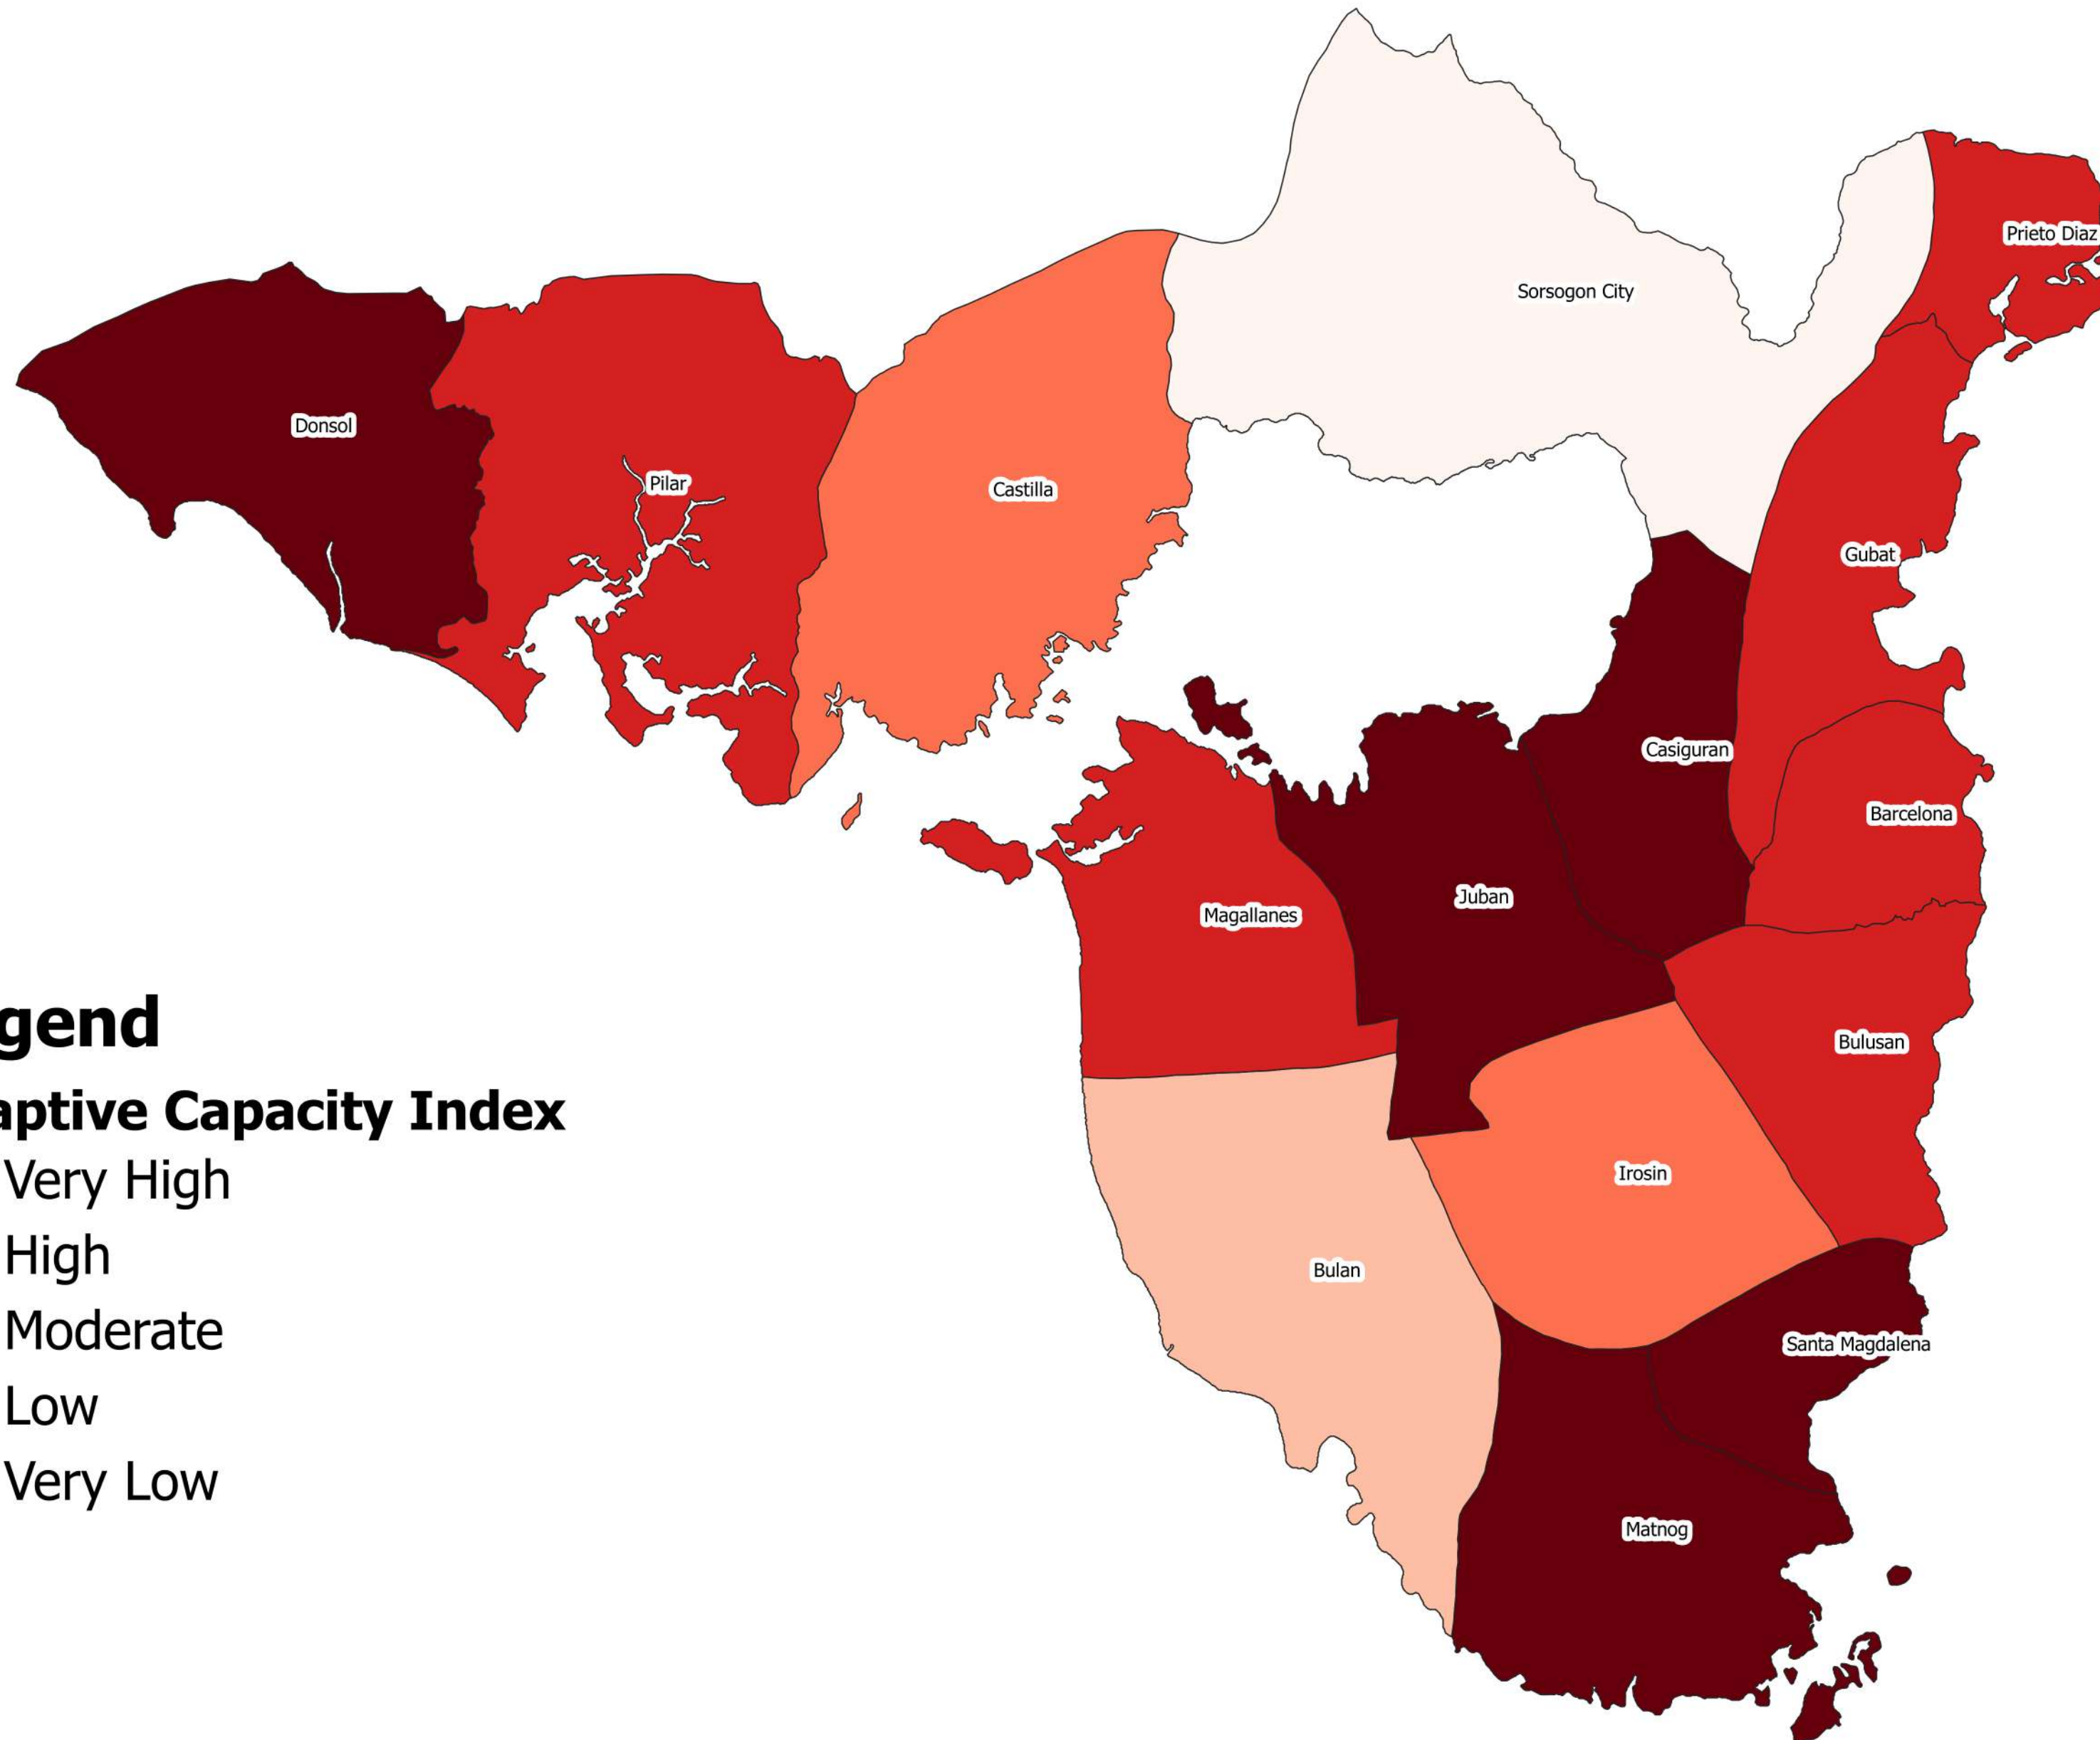 Prieto Diaz
Sorsogon City
Donsol
Pilar
Castilla
Gubat
Casiguran
Barcelona
Juban
Magallanes
Bulusan
Irosin
Bulan
Santa Magdalena
Matnog
gend
aptive Capacity Index
Very High
High
Moderate
Low
Very Low